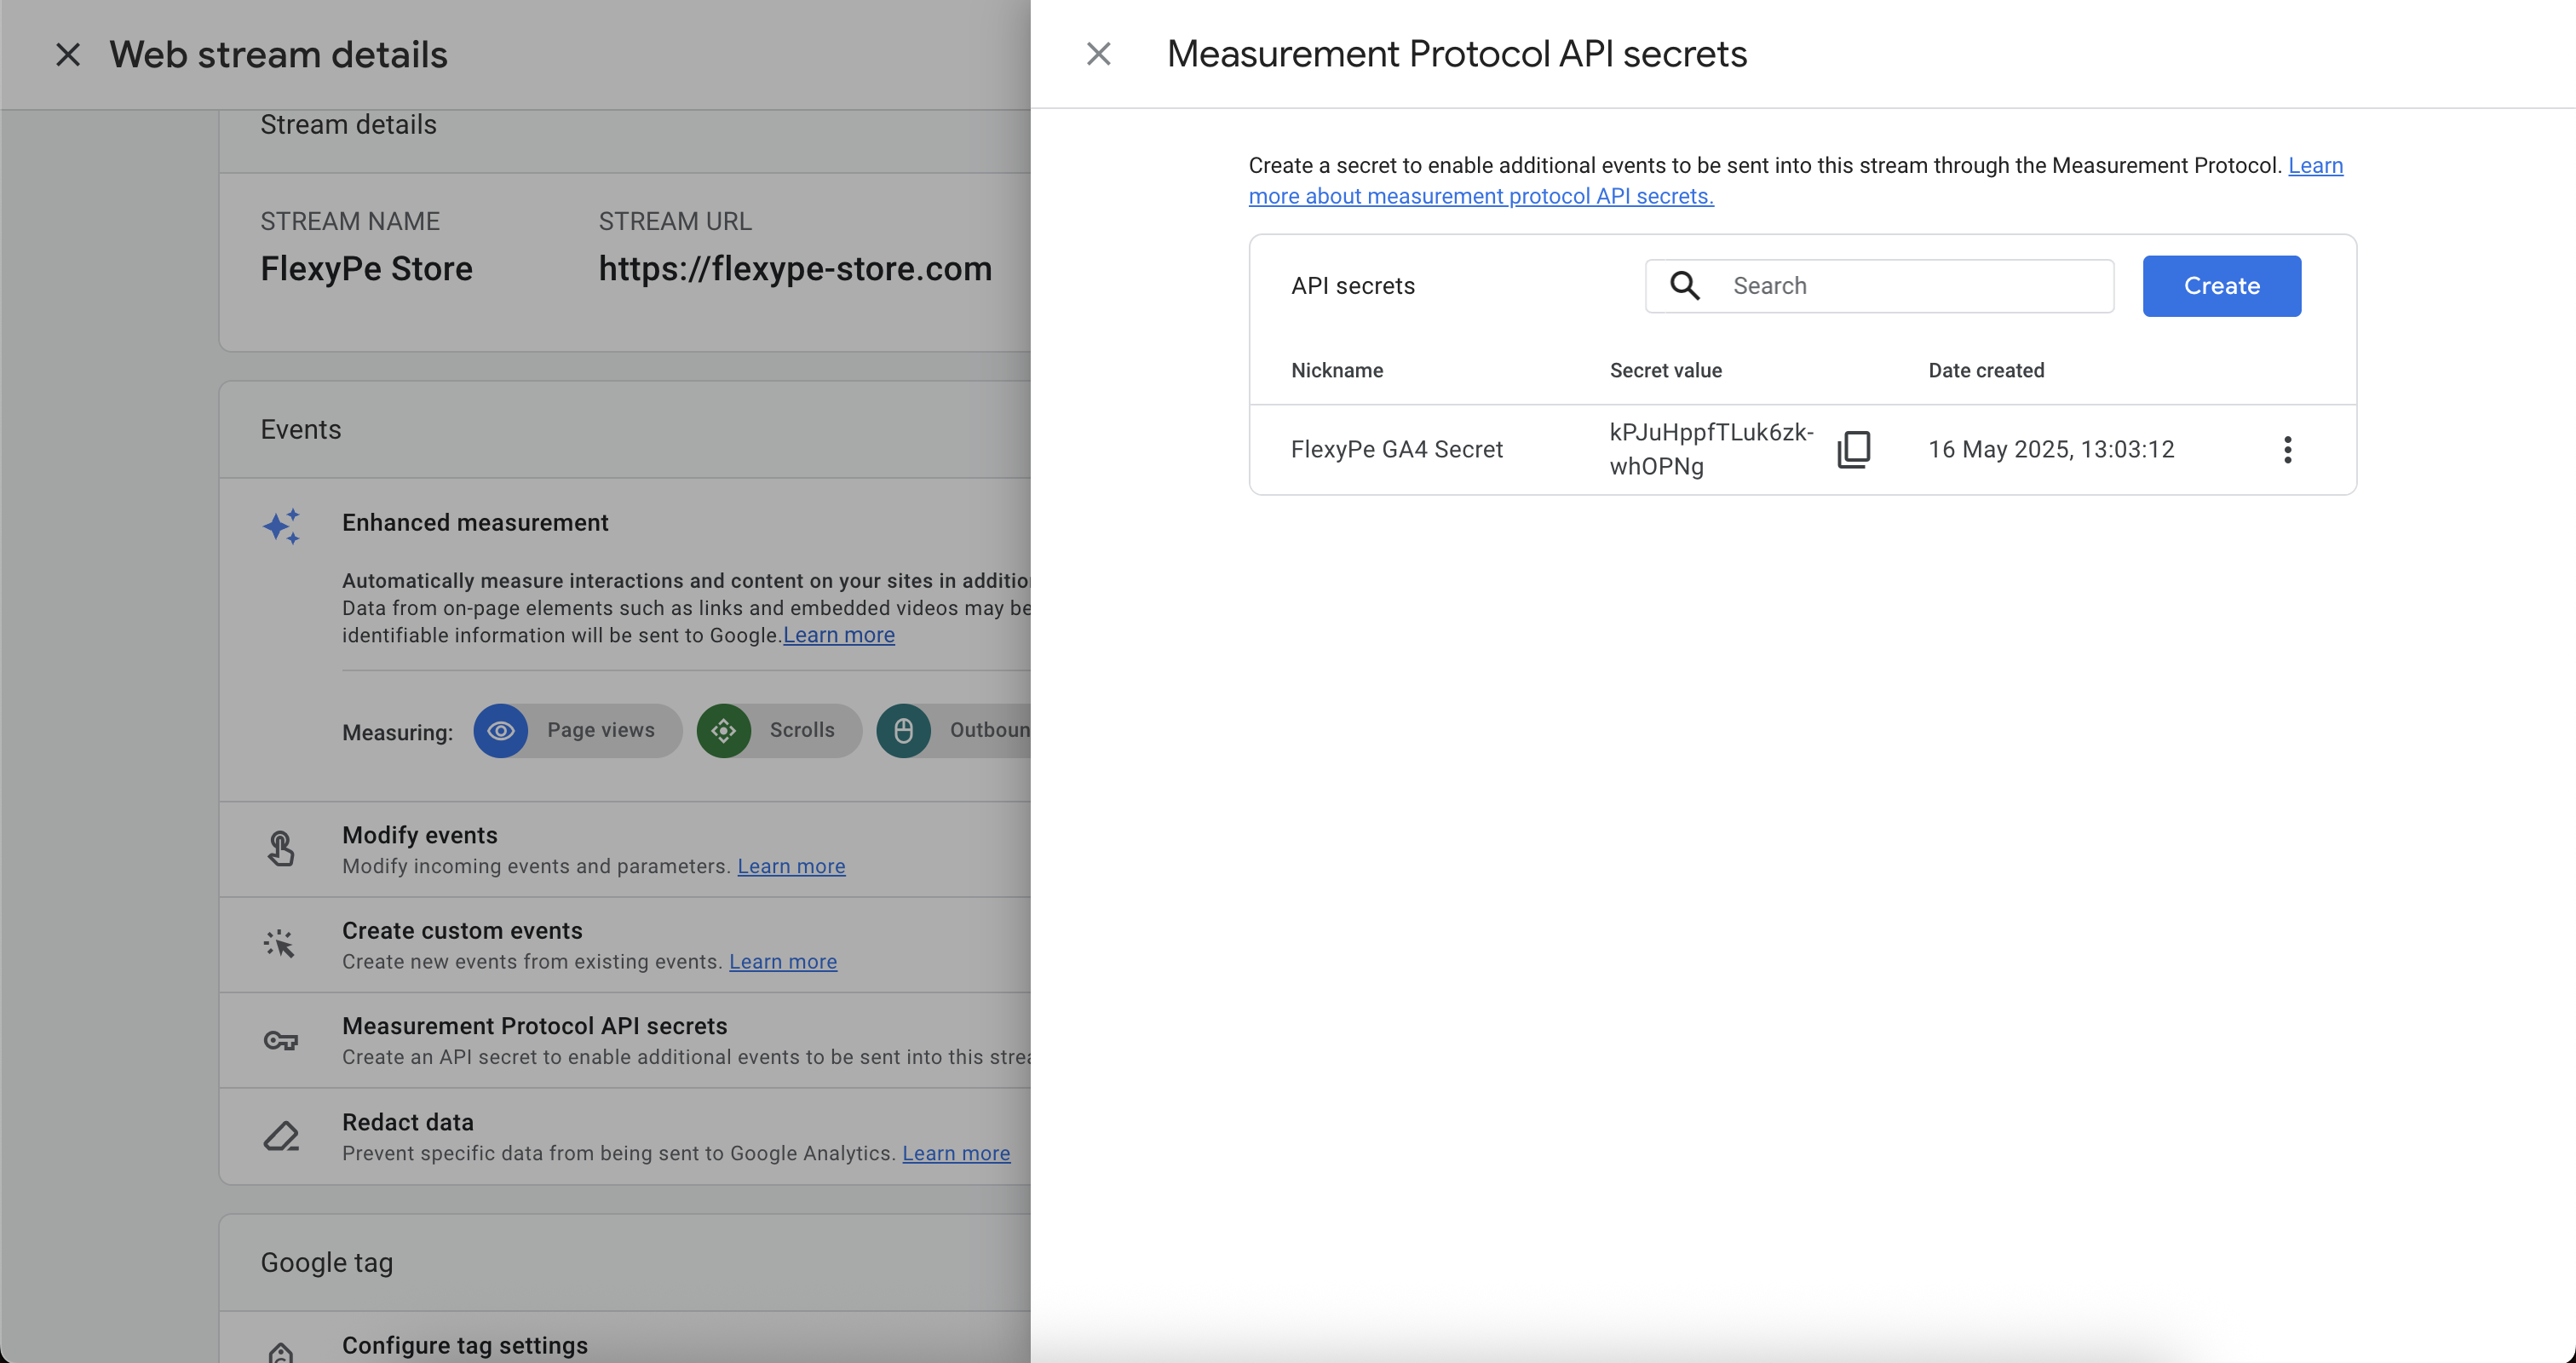 Web stream details
Stream details
STREAM NAME
FlexyPe Store
STREAM URL
https://flexype-store.com
Events
Enhanced measurement
Automatically measure interactions and content on your sites in additio
Data from on-page elements such as links and embedded videos may be
identifiable information will be sent to Google.Learn more
Measuring:
Page views
Scrolls
Outboun
Modify events
Modify incoming events and parameters. Learn more
Create custom events
Create new events from existing events. Learn more
Measurement Protocol API secrets
Create an API secret to enable additional events to be sent into this strea
Redact data
Prevent specific data from being sent to Google Analytics. Learn more
Google tag
Configure tag settings
Measurement Protocol API secrets
Create a secret to enable additional events to be sent into this stream through the Measurement Protocol. Learn
more about measurement protocol API secrets.
API secrets
Search
Create
Nickname
Secret value
Date created
FlexyPe GA4 Secret
kPJuHppfTLuk6zk-
whOPNg
16 May 2025, 13:03:12